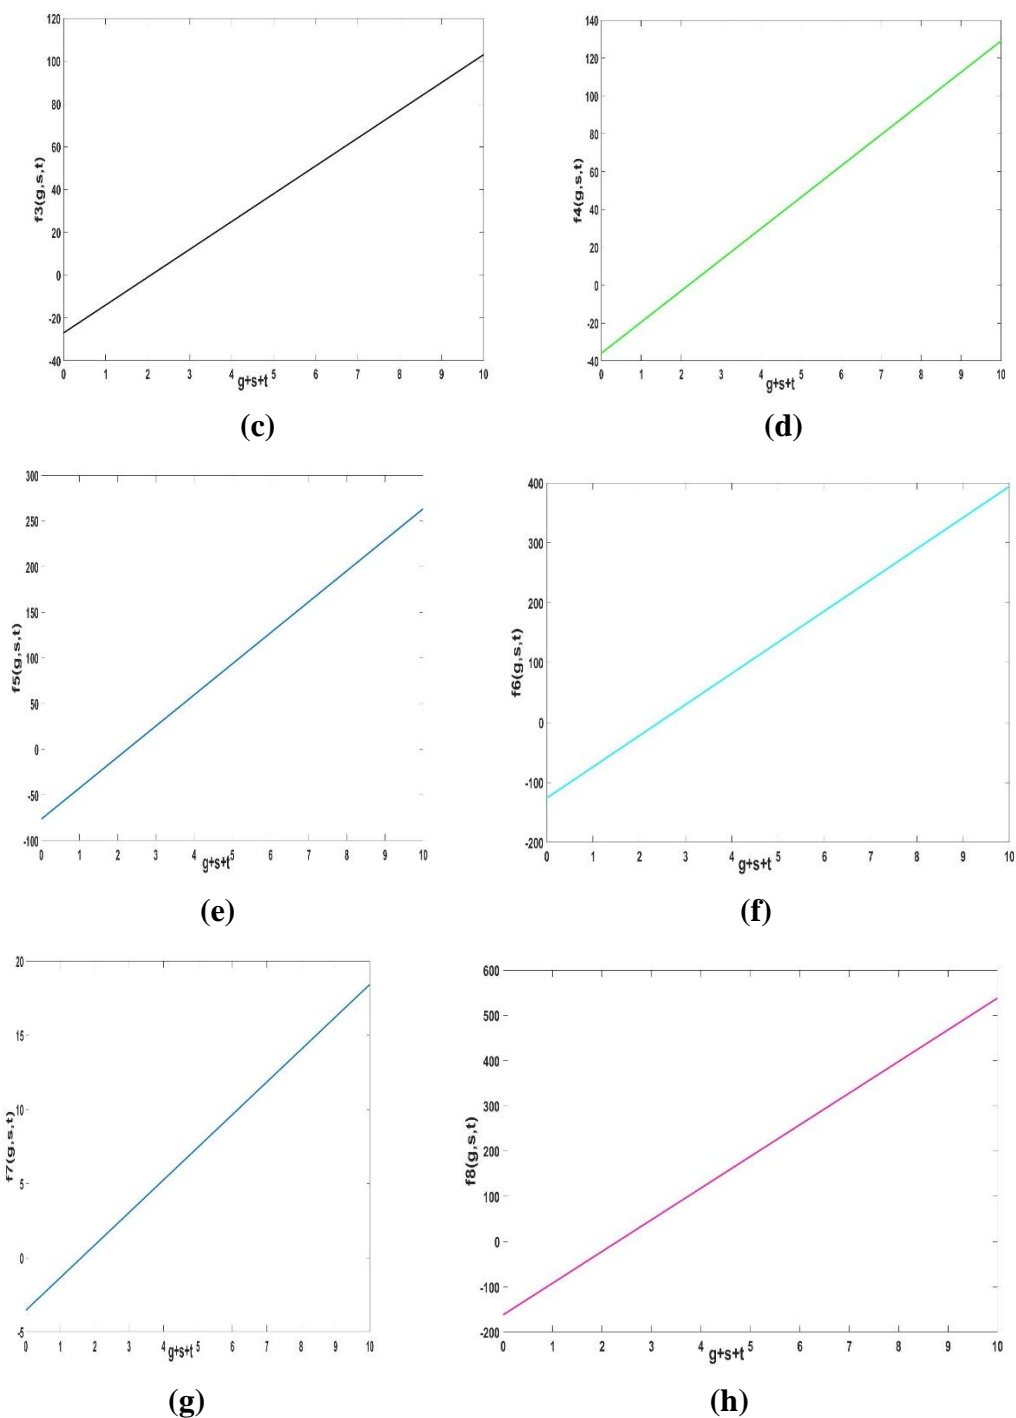 120
100
80
60
40
20
0
-20
-40
f3(g,s,t)
0 1 2 3 4 5 6 7 8 9 10
g+s+t
(c)
140
120
100
80
60
40
20
0
-20
-40
f4(g,s,t)
0 1 2 3 4 5 6 7 8 9 10
g+s+t
(d)
300
250
200
150
100
50
0
-50
-100
f5(g,s,t)
0 1 2 3 4 5 6 7 8 9 10
g+s+t
(e)
400
300
200
100
0
-100
-200
f6(g,s,t)
0 1 2 3 4 5 6 7 8 9 10
g+s+t
(f)
20
15
10
5
0
-5
f7(g,s,t)
0 1 2 3 4 5 6 7 8 9 10
g+s+t
(g)
600
500
400
300
200
100
0
-100
-200
f8(g,s,t)
0 1 2 3 4 5 6 7 8 9 10
g+s+t
(h)